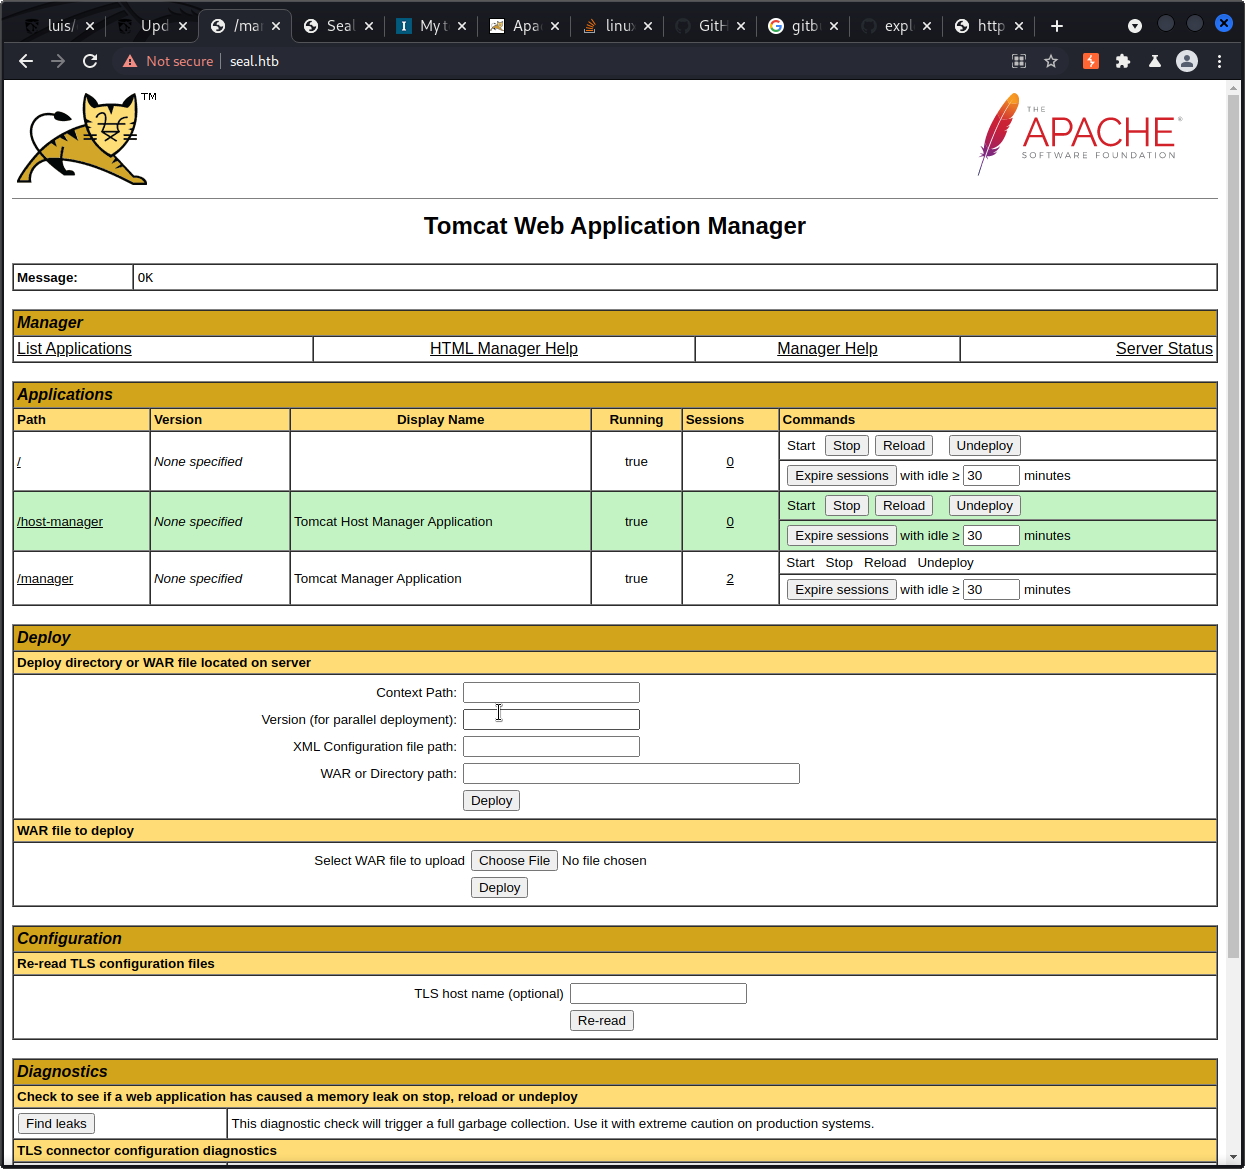 luis/ Upd /ma Seal My t Apa linu GitH gitb expl http
Not secure seal.htb
TM
THE
APACHE®
SOFTWARE FOUNDATION
Tomcat Web Application Manager
Message: OK
Manager
List Applications HTML Manager Help Manager Help Server Status
Applications
Path Version Display Name Running Sessions Commands
/ None specified true 0 Start Stop Reload Undeploy
Expire sessions with idle ≥ 30 minutes
/host-manager None specified Tomcat Host Manager Application true 0 Start Stop Reload Undeploy
Expire sessions with idle ≥ 30 minutes
/manager None specified Tomcat Manager Application true 2 Start Stop Reload Undeploy
Expire sessions with idle ≥ 30 minutes
Deploy
Deploy directory or WAR file located on server
Context Path:
Version (for parallel deployment):
XML Configuration file path:
WAR or Directory path:
Deploy
WAR file to deploy
Select WAR file to upload Choose File No file chosen
Deploy
Configuration
Re-read TLS configuration files
TLS host name (optional)
Re-read
Diagnostics
Check to see if a web application has caused a memory leak on stop, reload or undeploy
Find leaks This diagnostic check will trigger a full garbage collection. Use it with extreme caution on production systems.
TLS connector configuration diagnostics